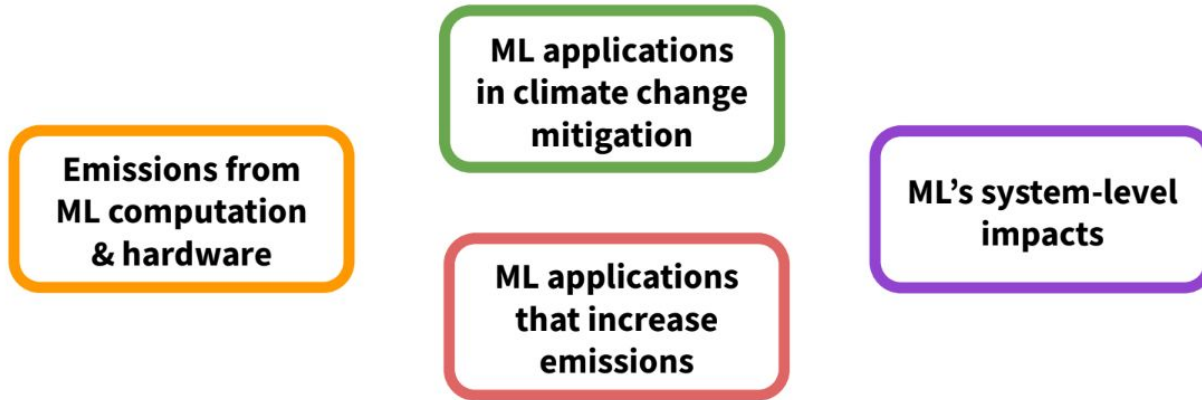 Emissions from
ML computation
& hardware
ML applications
in climate change
mitigation
ML applications
that increase
emissions
ML’s system-level
impacts